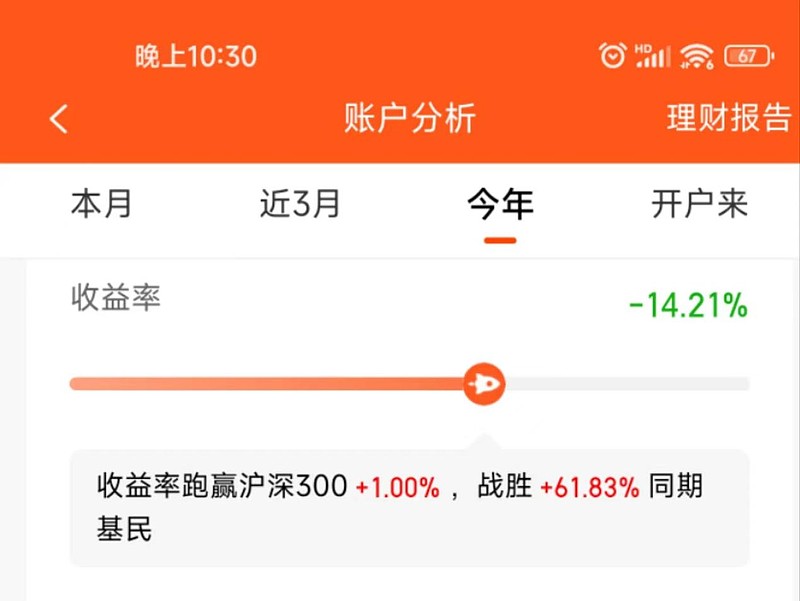 晚上10:30 HD 6 67
账户分析 理财报告
本月 近3月 今年 开户来
收益率 -14.21%
收益率跑赢沪深300 +1.00% ，战胜 +61.83% 同期
基民